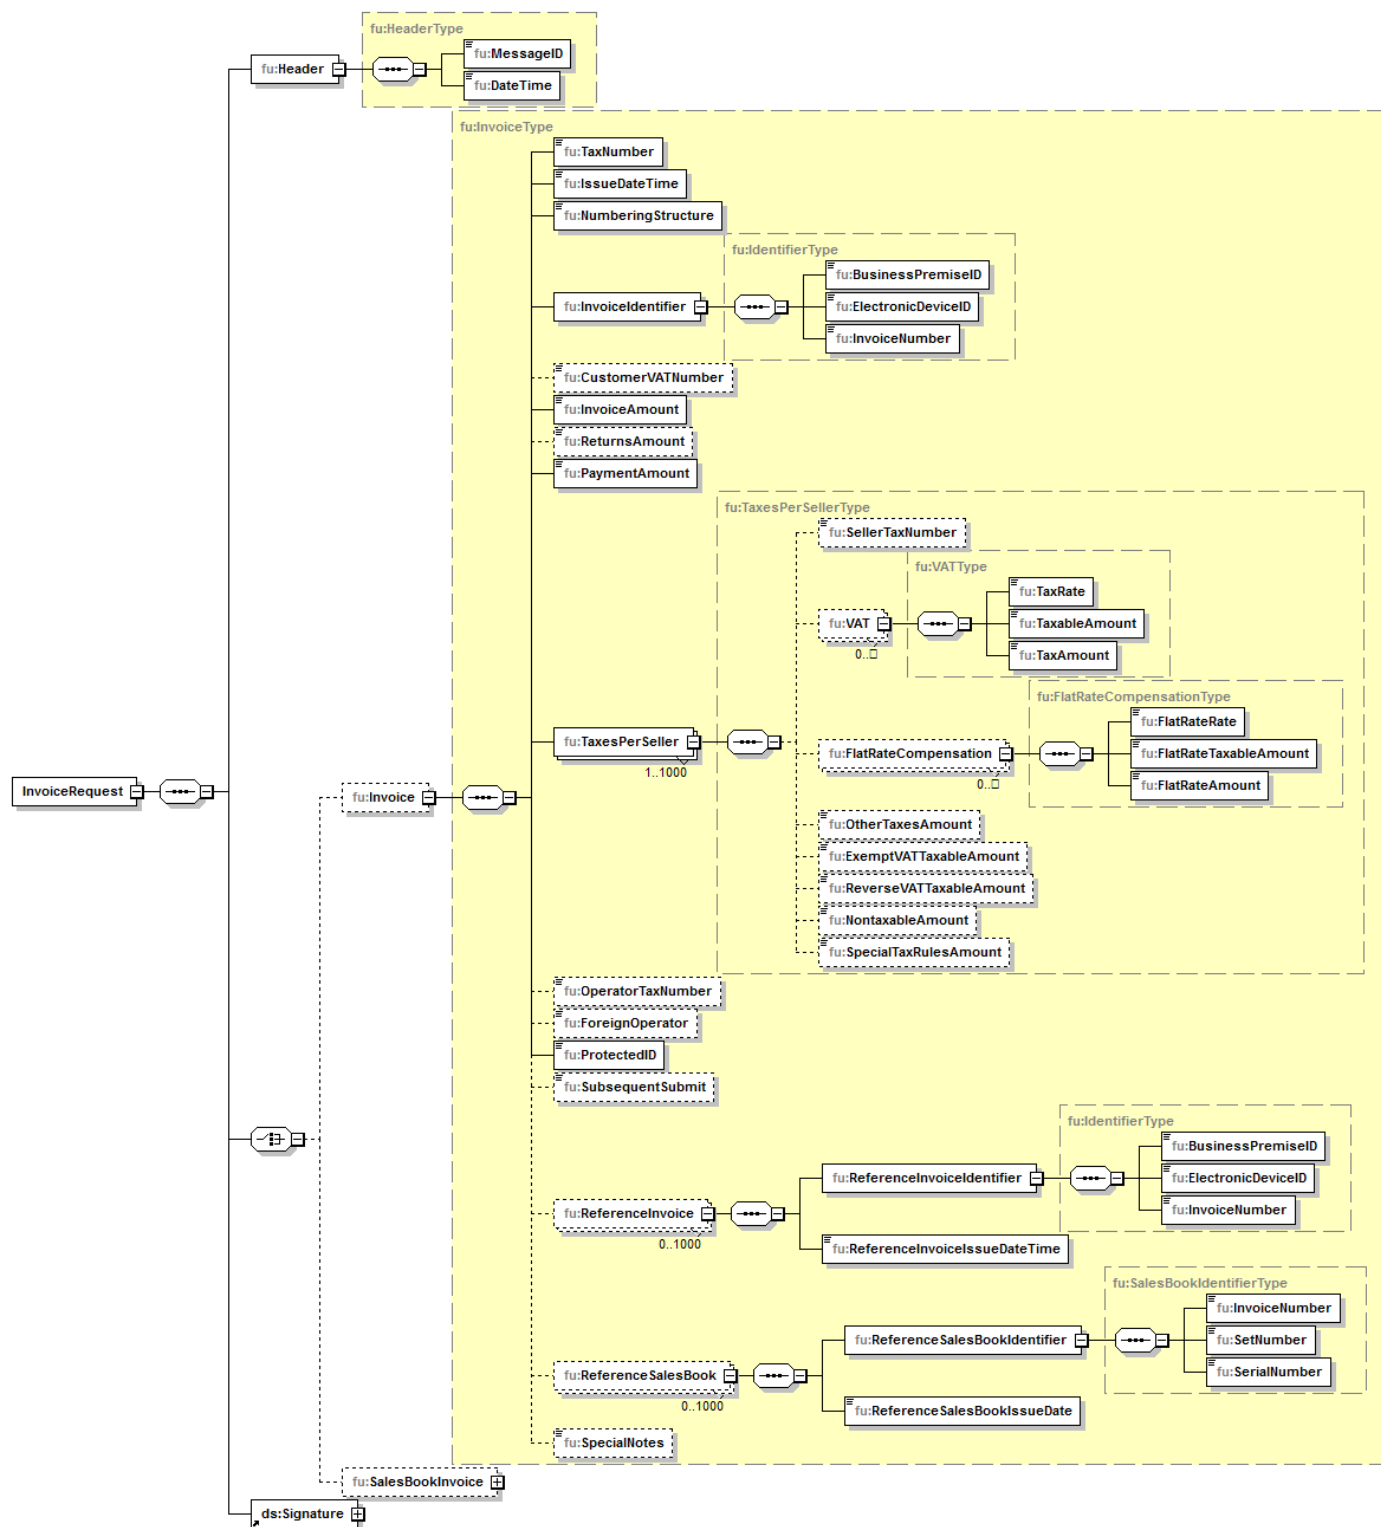 fu:HeaderType
fu:Header
fu:MessageID
fu:DateTime
fu:InvoiceType
fu:TaxNumber
fu:IssueDateTime
fu:NumberingStructure
fu:IdentifierType
fu:BusinessPremiseID
fu:InvoiceIdentifier
fu:ElectronicDeviceID
fu:InvoiceNumber
fu:CustomerVATNumber
fu:InvoiceAmount
fu:ReturnsAmount
fu:PaymentAmount
fu:TaxesPerSellerType
fu:SellerTaxNumber
fu:VATType
fu:TaxRate
fu:VAT
fu:TaxableAmount
0..□
fu:TaxAmount
fu:FlatRateCompensationType
fu:FlatRateRate
fu:TaxesPerSeller
1..1000
fu:FlatRateCompensation
fu:FlatRateTaxableAmount
0..□
fu:FlatRateAmount
InvoiceRequest
fu:Invoice
fu:OtherTaxesAmount
fu:ExemptVATTaxableAmount
fu:ReverseVATTaxableAmount
fu:NontaxableAmount
fu:SpecialTaxRulesAmount
fu:OperatorTaxNumber
fu:ForeignOperator
fu:ProtectedID
fu:SubsequentSubmit
fu:IdentifierType
fu:BusinessPremiseID
fu:ReferenceInvoiceIdentifier
fu:ElectronicDeviceID
fu:InvoiceNumber
fu:ReferenceInvoice
0..1000
fu:ReferenceInvoiceIssueDateTime
fu:SalesBookIdentifierType
fu:InvoiceNumber
fu:ReferenceSalesBookIdentifier
fu:SetNumber
fu:SerialNumber
fu:ReferenceSalesBook
0..1000
fu:ReferenceSalesBookIssueDate
fu:SpecialNotes
fu:SalesBookInvoice
ds:Signature